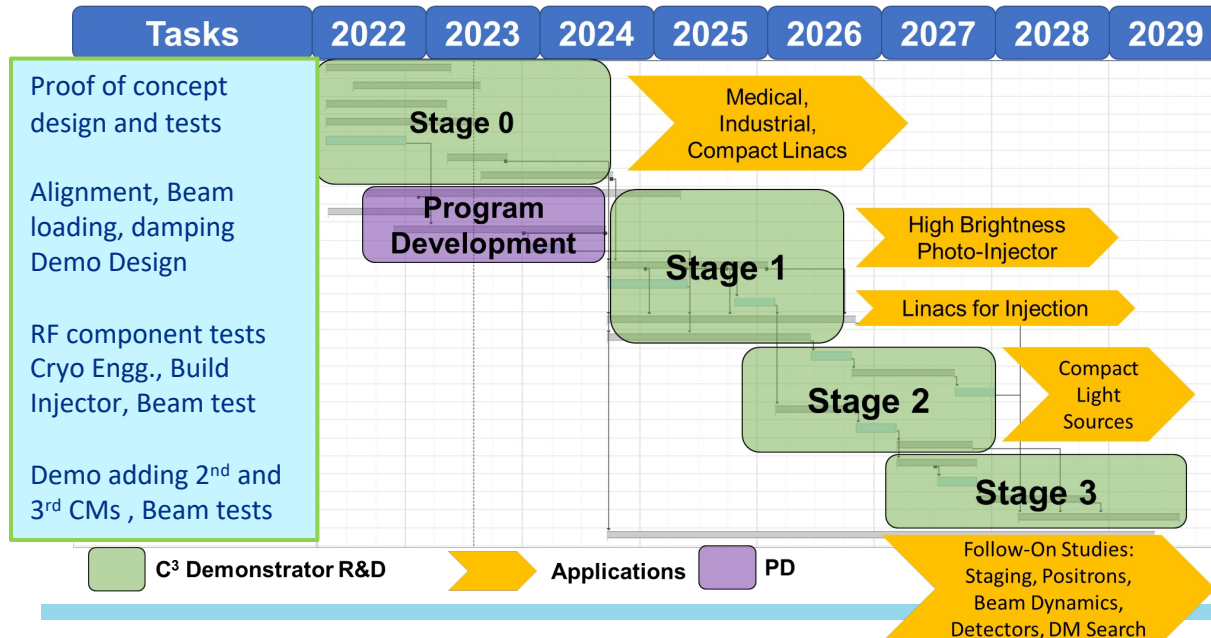 Tasks 2022 2023 2024 2025 2026 2027 2028 2029
Proof of concept
design and tests
Alignment, Beam
loading, damping
Demo Design
RF component tests
Cryo Engg., Build
Injector, Beam test
Demo adding 2nd and
3rd CMs , Beam tests
Stage 0
Medical,
Industrial,
Compact Linacs
Program
Development
Stage 1
High Brightness
Photo-Injector
Linacs for Injection
Stage 2
Compact
Light
Sources
Stage 3
C³ Demonstrator R&D
Applications
PD
Follow-On Studies:
Staging, Positrons,
Beam Dynamics,
Detectors, DM Search